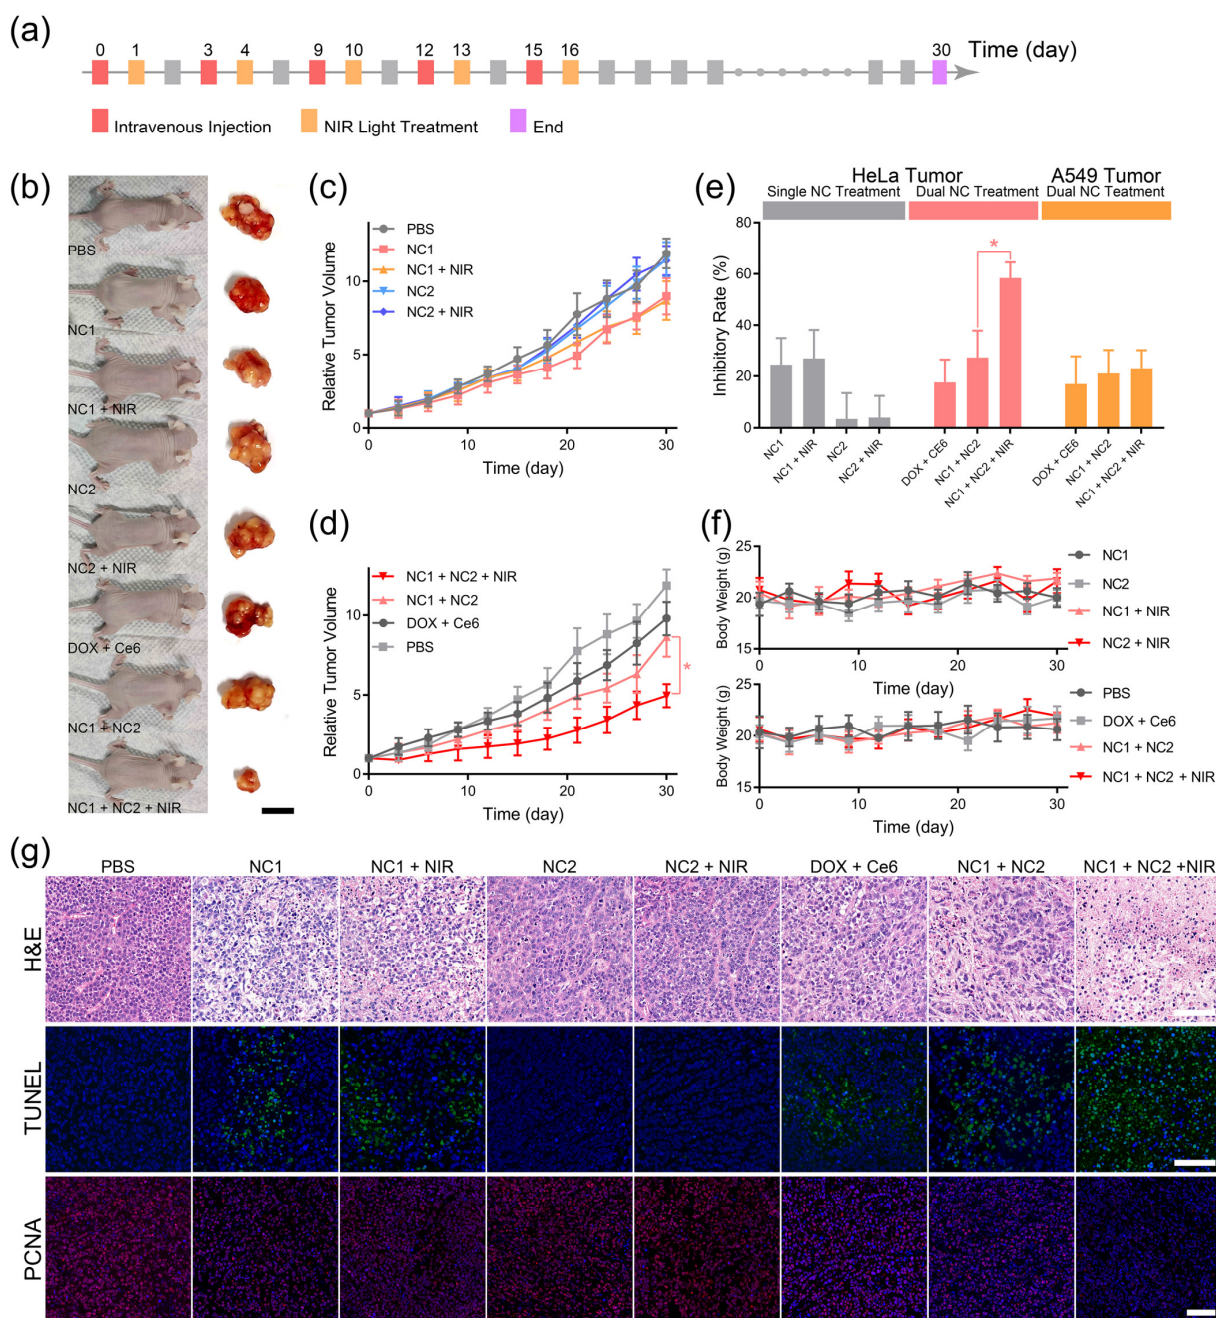 (a)
0 1 3 4 9 10 12 13 15 16 30 Time (day)
Intravenous Injection NIR Light Treatment End
(b)
PBS
NC1
NC1 + NIR
NC2
NC2 + NIR
DOX + Ce6
NC1 + NC2
NC1 + NC2 + NIR
(c)
Relative Tumor Volume
10
5
0
PBS
NC1
NC1 + NIR
NC2
NC2 + NIR
0 10 20 30
Time (day)
(d)
Relative Tumor Volume
10
5
0
NC1 + NC2 + NIR
NC1 + NC2
DOX + Ce6
PBS
*
0 10 20 30
Time (day)
(e)
HeLa Tumor A549 Tumor
Single NC Treatment Dual NC Treatment Dual NC Treatment
Inhibitory Rate (%)
80
60
40
20
0
*
NC1
NC1 + NIR
NC2
NC2 + NIR
DOX + CE6
NC1 + NC2
NC1 + NC2 + NIR
DOX + CE6
NC1 + NC2
NC1 + NC2 + NIR
(f)
Body Weight (g)
25
20
15
NC1
NC2
NC1 + NIR
NC2 + NIR
0 10 20 30
Time (day)
Body Weight (g)
25
20
15
PBS
DOX + Ce6
NC1 + NC2
NC1 + NC2 + NIR
0 10 20 30
Time (day)
(g)
PBS NC1 NC1 + NIR NC2 NC2 + NIR DOX + Ce6 NC1 + NC2 NC1 + NC2 +NIR
H&E
TUNEL
PCNA